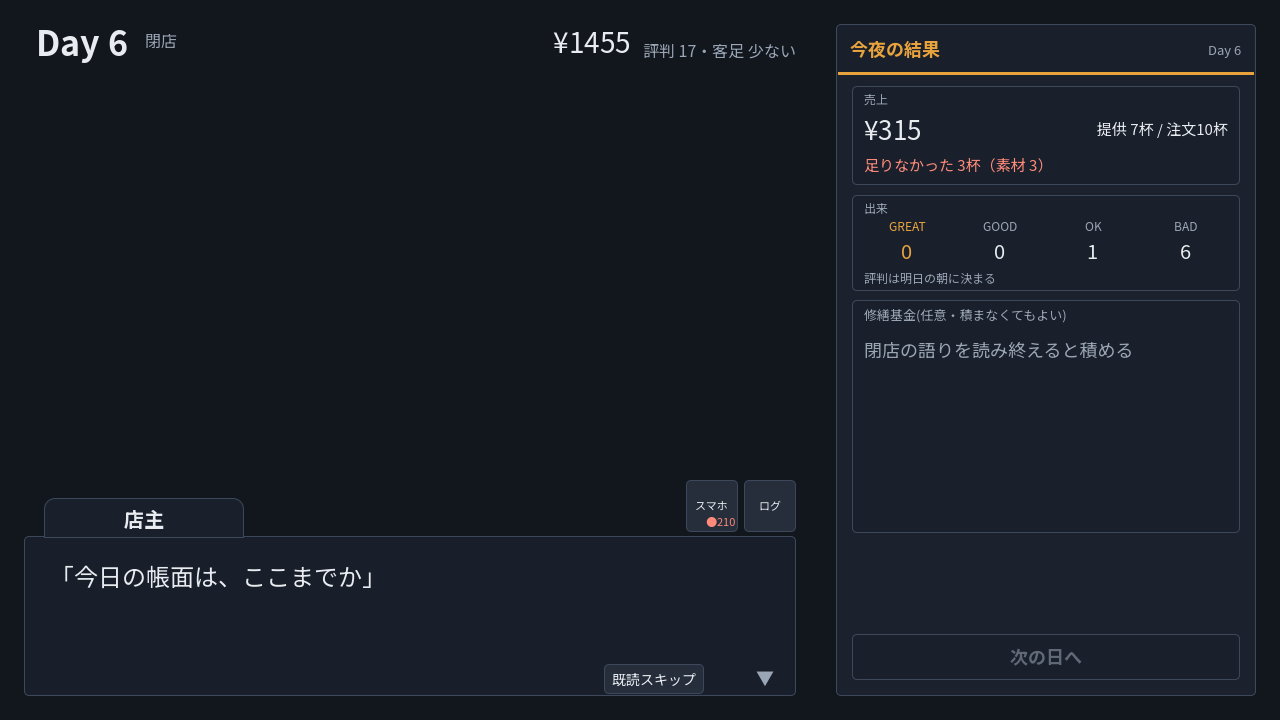 Day 6 閉店
¥1455 評判 17・客足 少ない
今夜の結果 Day 6
売上
¥315 提供 7杯 / 注文10杯
足りなかった 3杯（素材 3）
出来
GREAT GOOD OK BAD
0 0 1 6
評判は明日の朝に決まる
修繕基金(任意・積まなくてもよい)
閉店の語りを読み終えると積める
次の日へ
スマホ
210
ログ
店主
「今日の帳面は、ここまでか」
既読スキップ ▼